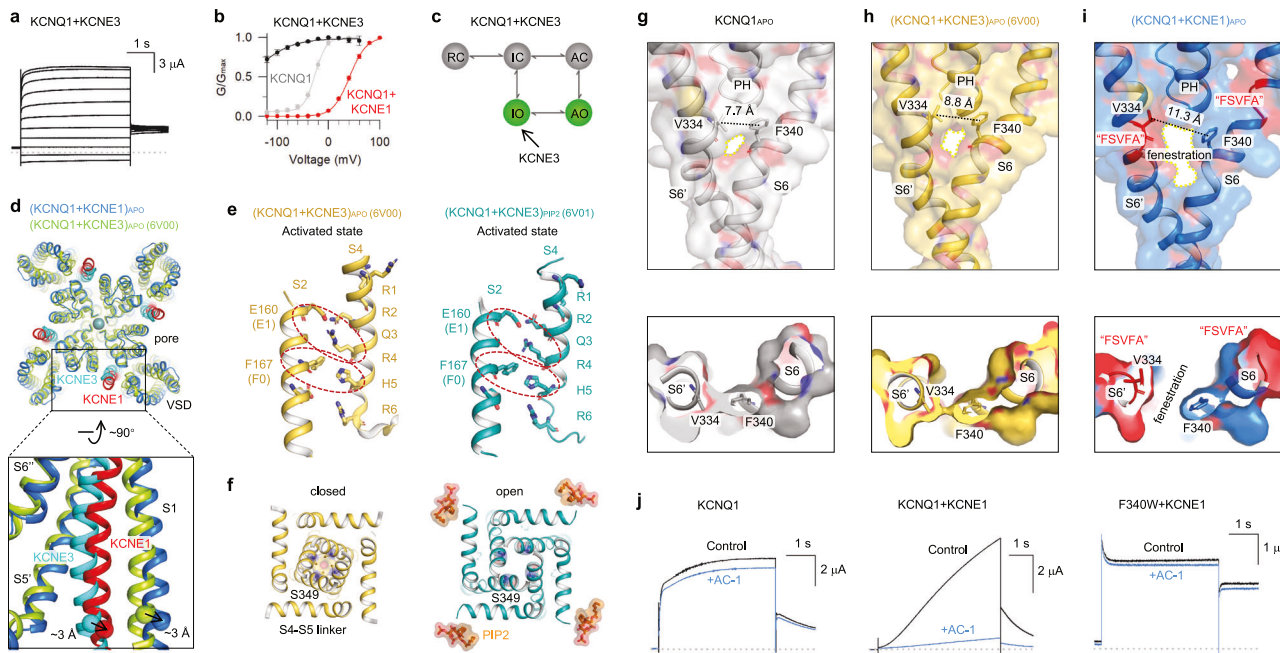 a
KCNQ1+KCNE3
1 s
3 µA
b
KCNQ1+KCNE3
1.0
0.5
0.0
G/Gmax
KCNQ1
KCNQ1+
KCNE1
-100
0
100
Voltage (mV)
c
KCNQ1+KCNE3
RC
IC
AC
IO
AO
KCNE3
d
(KCNQ1+KCNE1)APO
(KCNQ1+KCNE3)APO (6V00)
pore
KCNE3
KCNE1
VSD
~90°
S6''
S1
KCNE3
KCNE1
S5'
~3 Å
~3 Å
e
(KCNQ1+KCNE3)APO (6V00)
Activated state
S4
S2
R1
E160
(E1)
R2
Q3
F167
(F0)
R4
H5
R6
(KCNQ1+KCNE3)PIP2 (6V01)
Activated state
S4
S2
R1
E160
(E1)
R2
Q3
F167
(F0)
R4
H5
R6
f
closed
S349
S4–S5 linker
open
S349
PIP2
g
KCNQ1APO
PH
7.7 Å
V334
F340
S6'
S6
S6'
S6
V334
F340
h
(KCNQ1+KCNE3)APO (6V00)
PH
8.8 Å
V334
F340
S6'
S6
S6'
S6
V334
F340
i
(KCNQ1+KCNE1)APO
PH
"FSVFA"
V334
11.3 Å
"FSVFA"
F340
fenestration
S6'
S6
"FSVFA"
"FSVFA"
V334
S6'
S6
fenestration
F340
j
KCNQ1
Control
+AC-1
1 s
2 µA
KCNQ1+KCNE1
Control
+AC-1
1 s
2 µA
F340W+KCNE1
Control
+AC-1
1 s